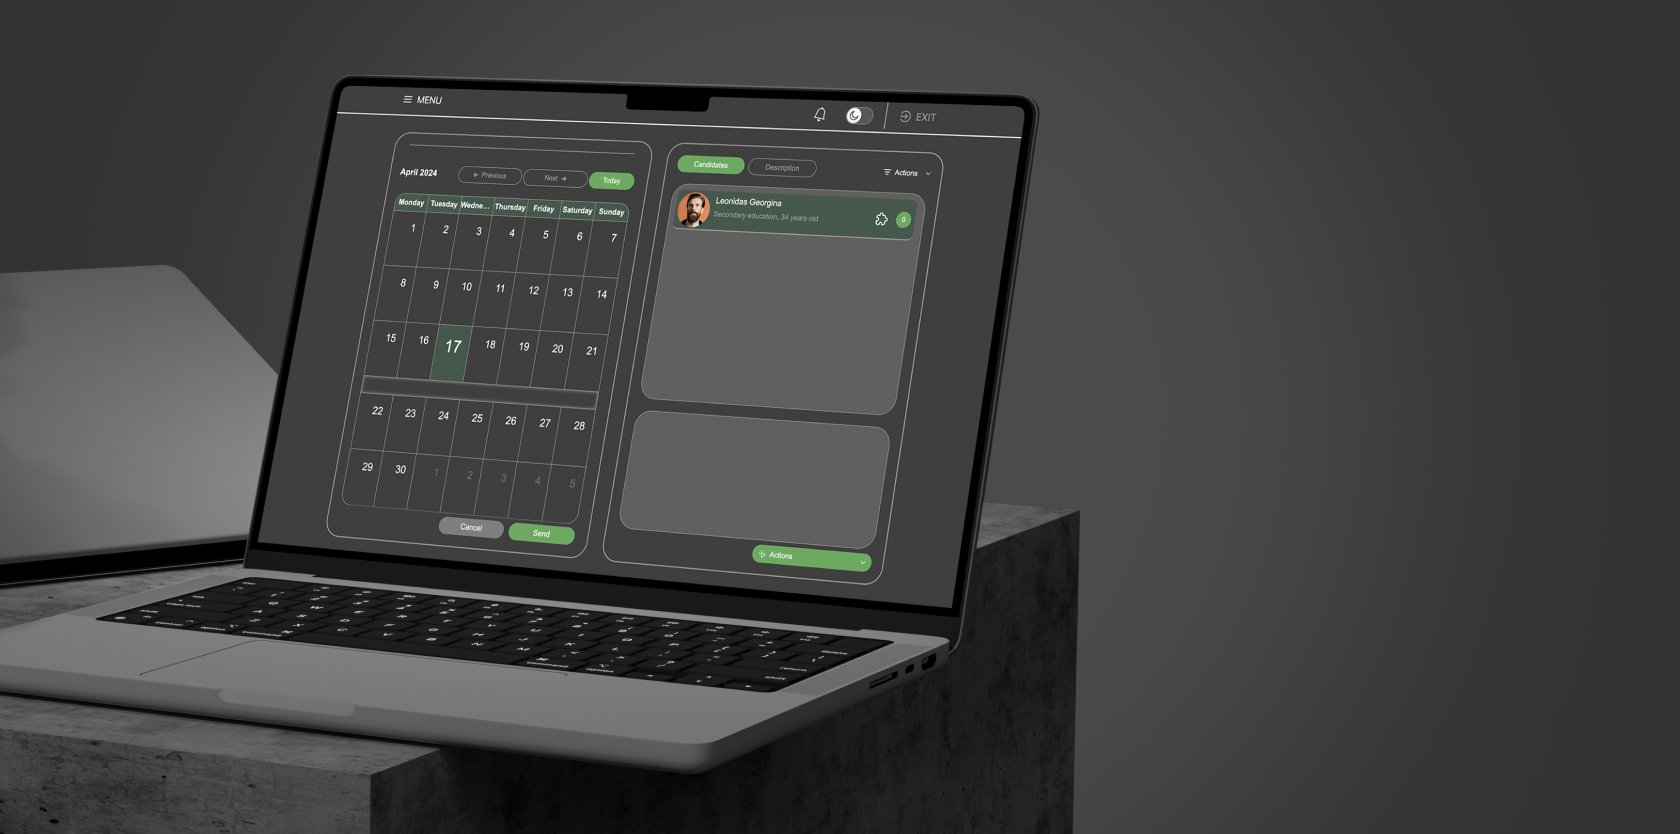 MENU
EXIT
April 2024
Previous
Next
Today
Monday Tuesday Wedne... Thursday Friday Saturday Sunday
1 2 3 4 5 6 7
8 9 10 11 12 13 14
15 16 17 18 19 20 21
22 23 24 25 26 27 28
29 30 1 2 3 4 5
Cancel Send
Candidates Description Actions
Leonidas Georgina
Secondary education, 34 years old
0
Actions